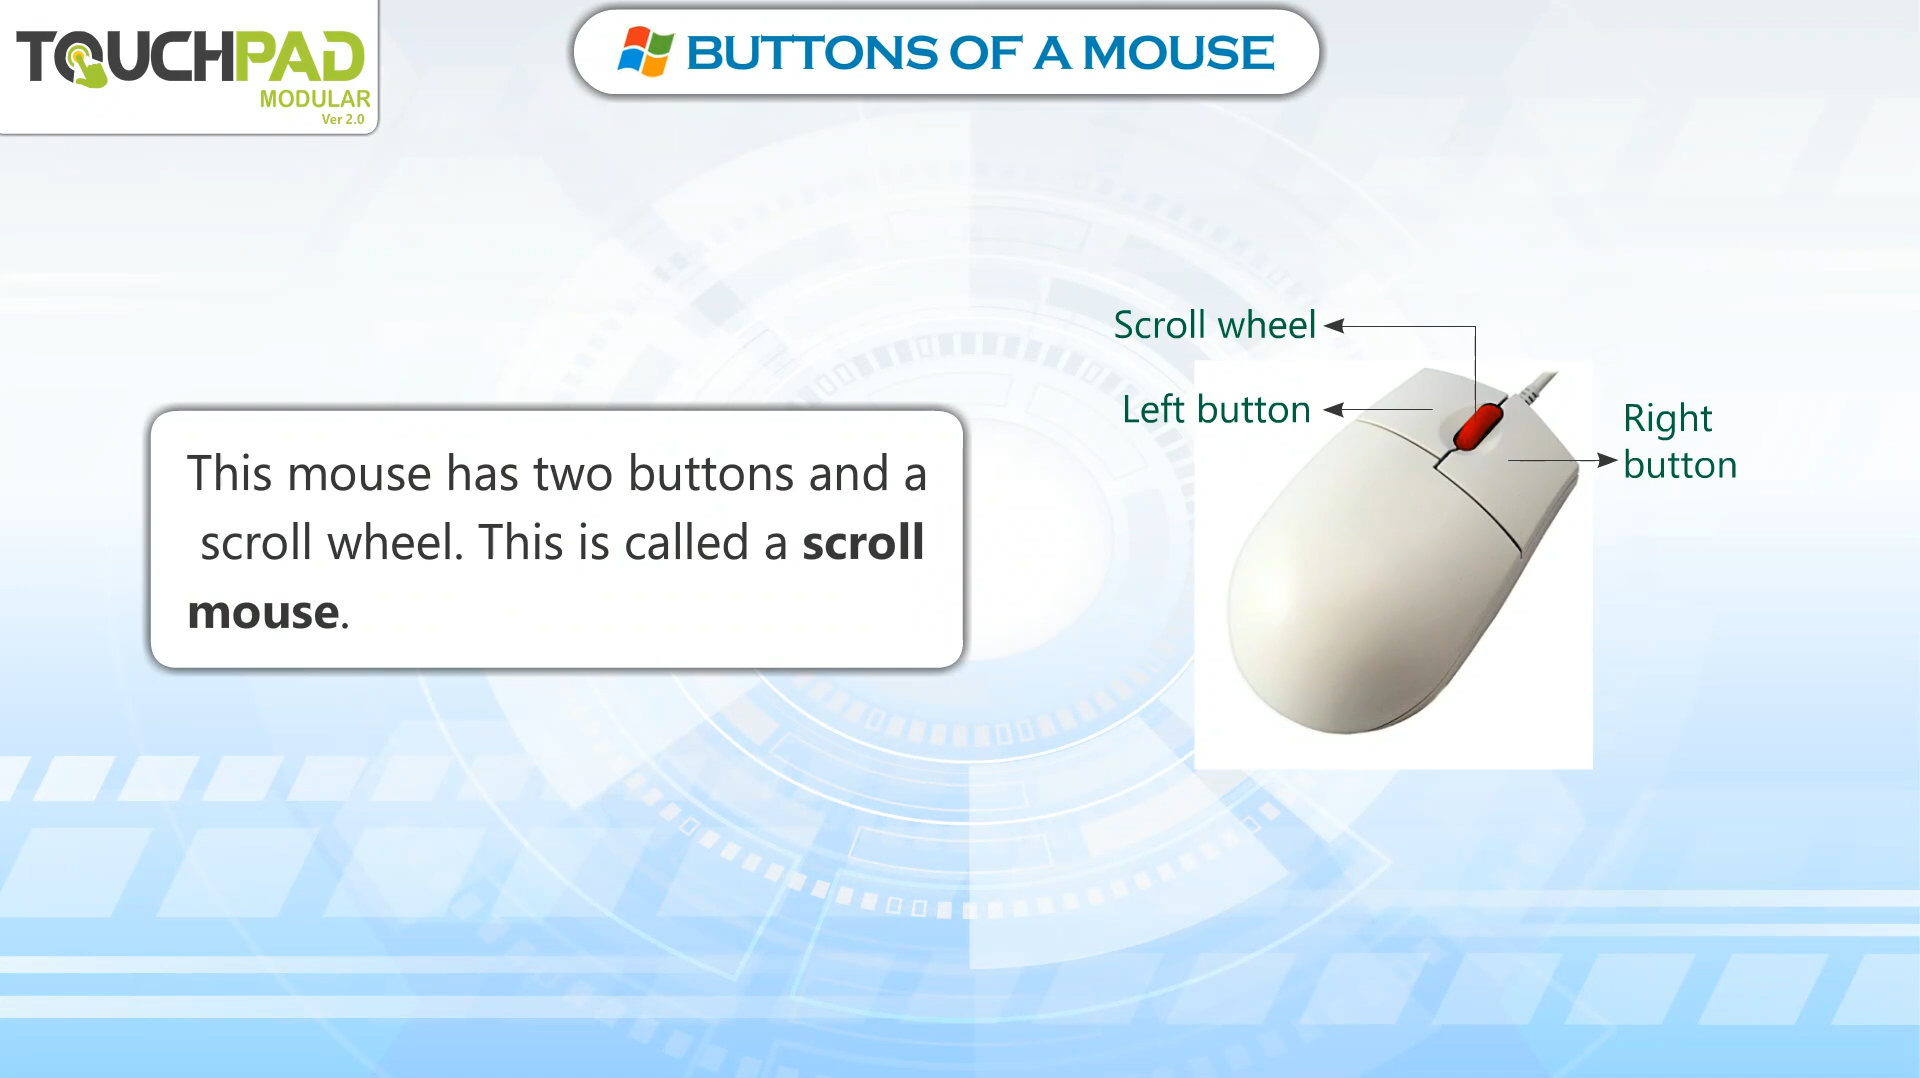 TOUCHPAD
MODULAR
Ver 2.0
BUTTONS OF A MOUSE
This mouse has two buttons and a
scroll wheel. This is called a scroll
mouse.
Scroll wheel
Left button
Right
button